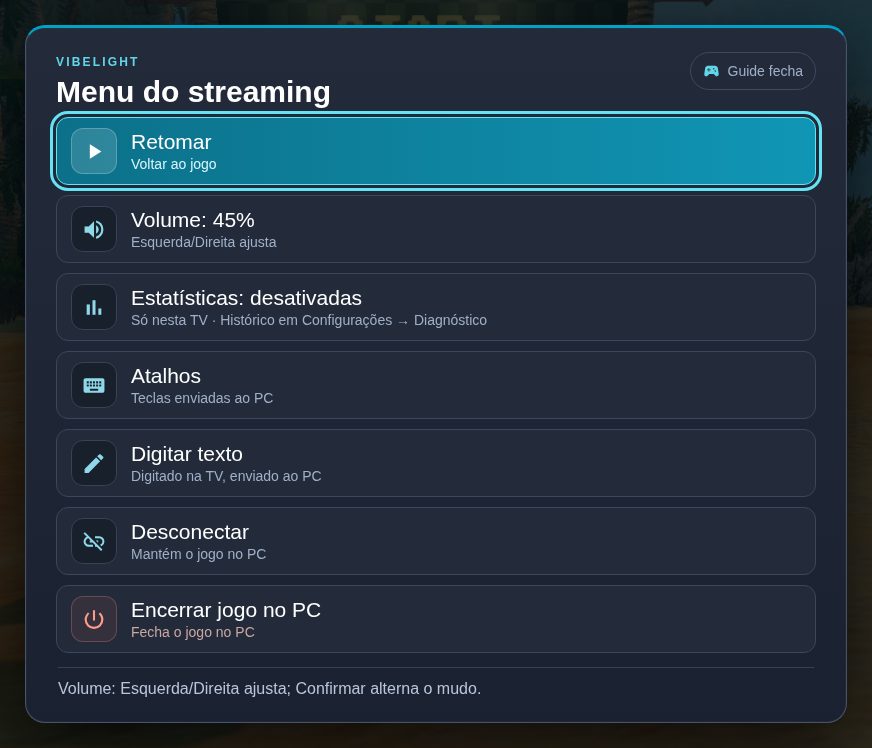 START
VIBELIGHT
Menu do streaming
Guide fecha
Retomar
Voltar ao jogo
Volume: 45%
Esquerda/Direita ajusta
Estatísticas: desativadas
Só nesta TV · Histórico em Configurações → Diagnóstico
Atalhos
Teclas enviadas ao PC
Digitar texto
Digitado na TV, enviado ao PC
Desconectar
Mantém o jogo no PC
Encerrar jogo no PC
Fecha o jogo no PC
Volume: Esquerda/Direita ajusta; Confirmar alterna o mudo.